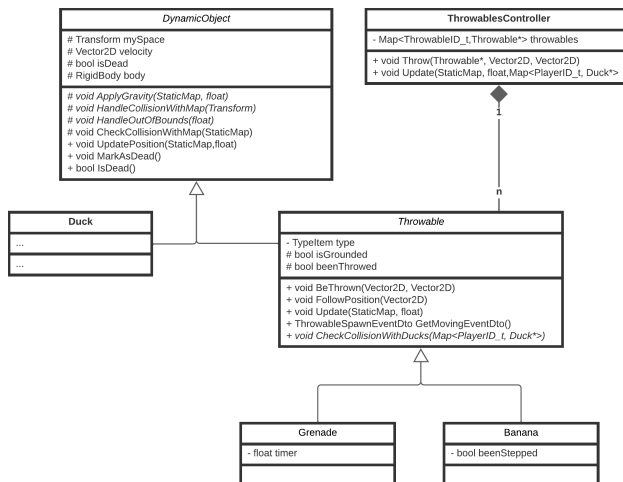 DynamicObject
# Transform mySpace
# Vector2D velocity
# bool isDead
# RigidBody body
# void ApplyGravity(StaticMap, float)
# void HandleCollisionWithMap(Transform)
# void HandleOutOfBounds(float)
# void CheckCollisionWithMap(StaticMap)
+ void UpdatePosition(StaticMap,float)
+ void MarkAsDead()
+ bool IsDead()
ThrowablesController
- Map<ThrowableID_t,Throwable*> throwables
+ void Throw(Throwable*, Vector2D, Vector2D)
+ void Update(StaticMap, float,Map<PlayerID_t, Duck*>
1
n
Duck
...
...
Throwable
- TypeItem type
# bool isGrounded
# bool beenThrowed
+ void BeThrown(Vector2D, Vector2D)
+ void FollowPosition(Vector2D)
+ void Update(StaticMap, float)
+ ThrowableSpawnEventDto GetMovingEventDto()
+ void CheckCollisionWithDucks(Map<PlayerID_t, Duck*>)
Grenade
- float timer
Banana
- bool beenStepped